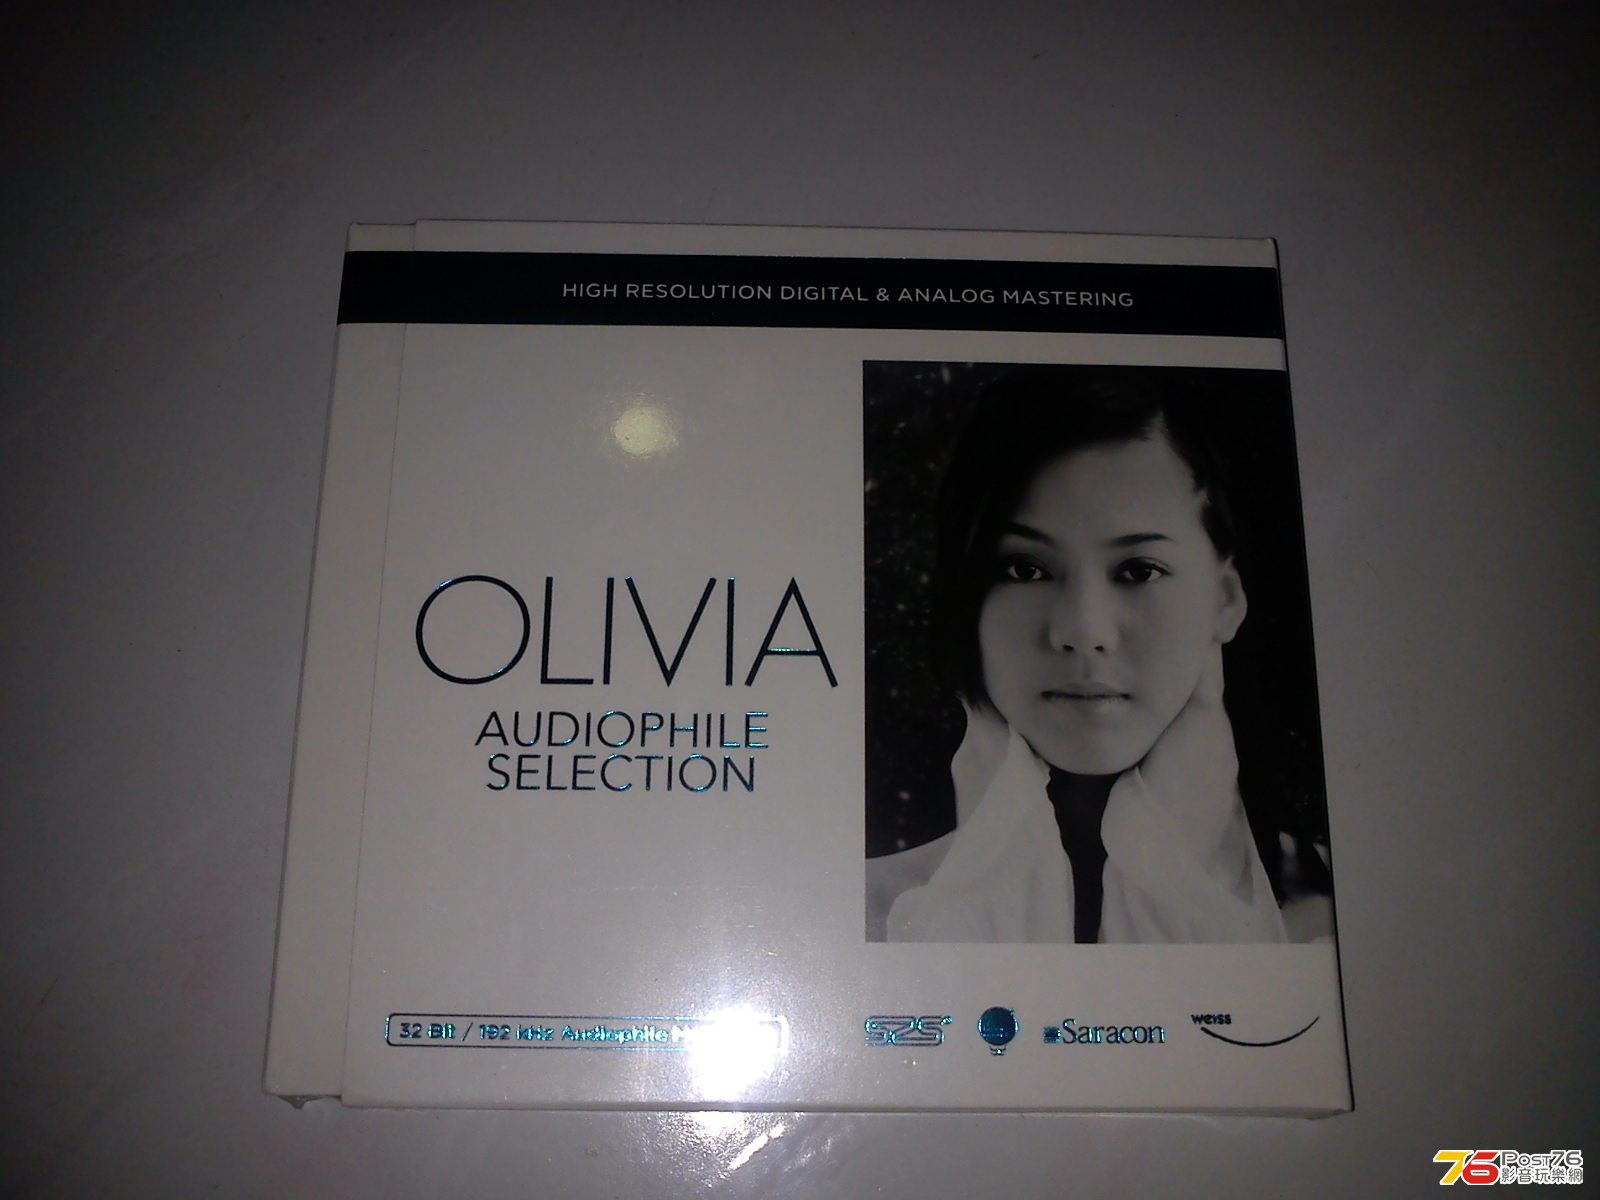 HIGH RESOLUTION DIGITAL & ANALOG MASTERING
OLIVIA
AUDIOPHILE
SELECTION
32 Bit / 192 kHz Audiophile
Saracon
weiss
76 Post76
影音玩樂網